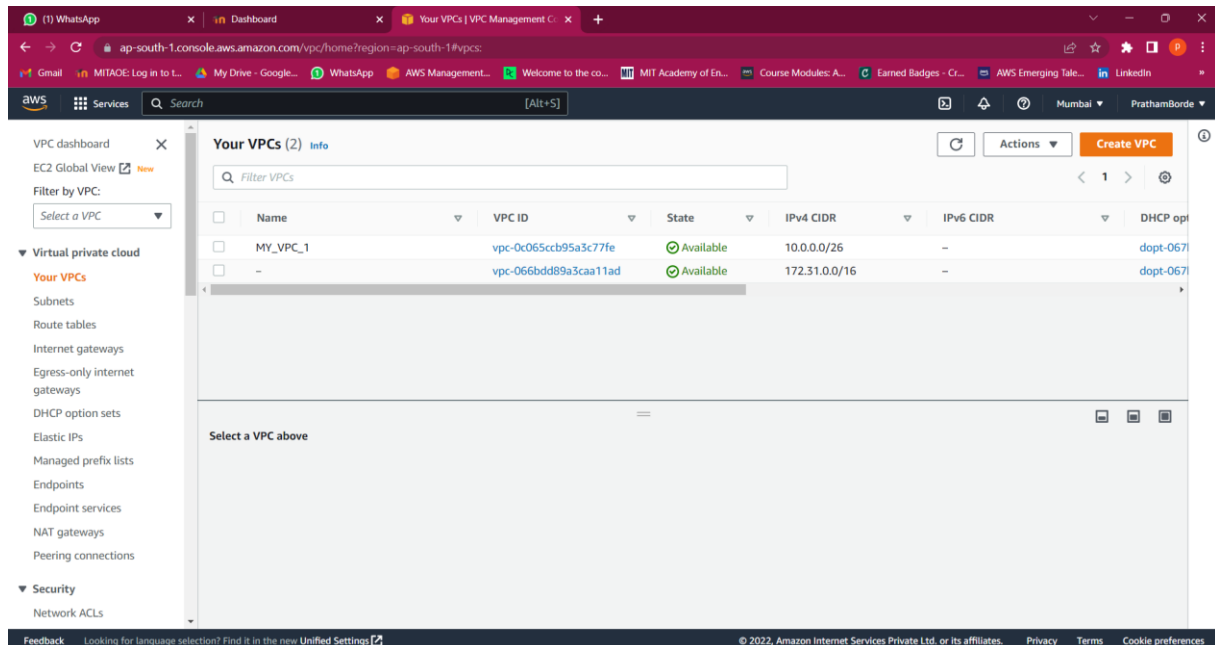 (1) WhatsApp
Dashboard
Your VPCs | VPC Management Co
ap-south-1.console.aws.amazon.com/vpc/home?region=ap-south-1#vpcs:
Gmail MITAOE: Log in to t... My Drive - Google... WhatsApp AWS Management... Welcome to the co... MIT Academy of En... Course Modules: A... Earned Badges - Cr... AWS Emerging Tale... LinkedIn
aws Services Search [Alt+S] Mumbai PrathamBorde
VPC dashboard
EC2 Global View New
Filter by VPC:
Select a VPC
Virtual private cloud
Your VPCs
Subnets
Route tables
Internet gateways
Egress-only internet
gateways
DHCP option sets
Elastic IPs
Managed prefix lists
Endpoints
Endpoint services
NAT gateways
Peering connections
Security
Network ACLs
Your VPCs (2) Info
Actions
Create VPC
Filter VPCs
1
Name VPC ID State IPv4 CIDR IPv6 CIDR DHCP opt
MY_VPC_1 vpc-0c065ccb95a3c77fe Available 10.0.0.0/26 – dopt-067
– vpc-066bdd89a3caa11ad Available 172.31.0.0/16 – dopt-067
Select a VPC above
Feedback Looking for language selection? Find it in the new Unified Settings © 2022, Amazon Internet Services Private Ltd. or its affiliates. Privacy Terms Cookie preferences